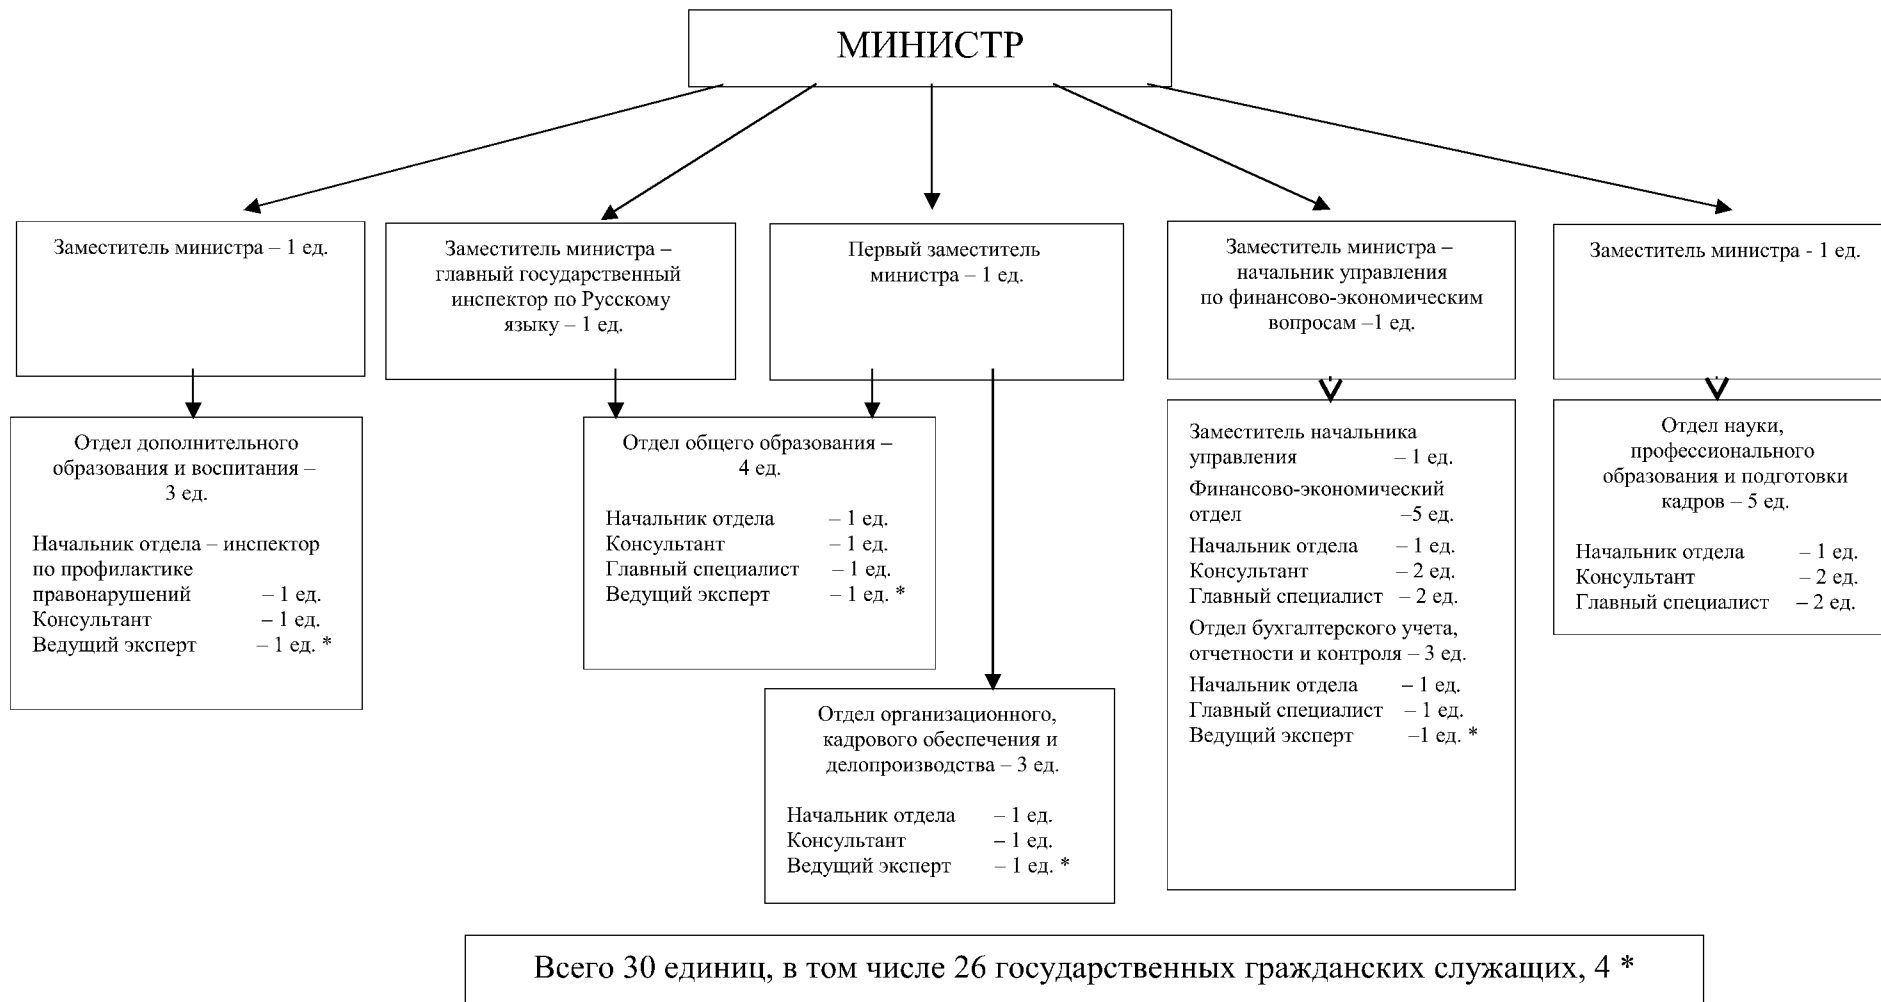 МИНИСТР
Заместитель министра – 1 ед.
Заместитель министра –
главный государственный
инспектор по Русскому
языку – 1 ед.
Первый заместитель
министра – 1 ед.
Заместитель министра –
начальник управления
по финансово-экономическим
вопросам –1 ед.
Заместитель министра - 1 ед.
Отдел дополнительного
образования и воспитания –
3 ед.
Начальник отдела – инспектор
по профилактике
правонарушений – 1 ед.
Консультант – 1 ед.
Ведущий эксперт – 1 ед. *
Отдел общего образования –
4 ед.
Начальник отдела – 1 ед.
Консультант – 1 ед.
Главный специалист – 1 ед.
Ведущий эксперт – 1 ед. *
Отдел организационного,
кадрового обеспечения и
делопроизводства – 3 ед.
Начальник отдела – 1 ед.
Консультант – 1 ед.
Ведущий эксперт – 1 ед. *
Заместитель начальника
управления – 1 ед.
Финансово-экономический
отдел –5 ед.
Начальник отдела – 1 ед.
Консультант – 2 ед.
Главный специалист – 2 ед.
Отдел бухгалтерского учета,
отчетности и контроля – 3 ед.
Начальник отдела – 1 ед.
Главный специалист – 1 ед.
Ведущий эксперт –1 ед. *
Отдел науки,
профессионального
образования и подготовки
кадров – 5 ед.
Начальник отдела – 1 ед.
Консультант – 2 ед.
Главный специалист – 2 ед.
Всего 30 единиц, в том числе 26 государственных гражданских служащих, 4 *